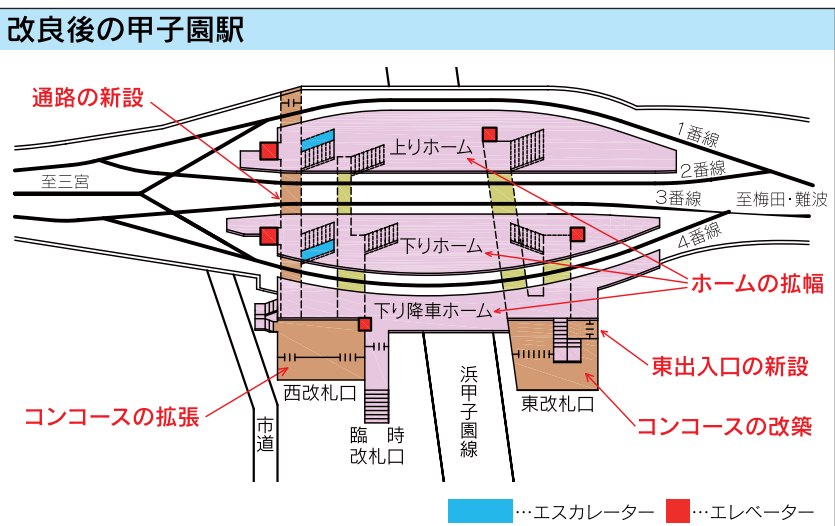 改良後の甲子園駅
通路の新設
上りホーム
1番線
2番線
至三宮
3番線
至梅田・難波
4番線
下りホーム
ホームの拡幅
下り降車ホーム
東出入口の新設
西改札口
東改札口
コンコースの拡張
コンコースの改築
市道
臨時
改札口
浜甲子園線
…エスカレーター
…エレベーター